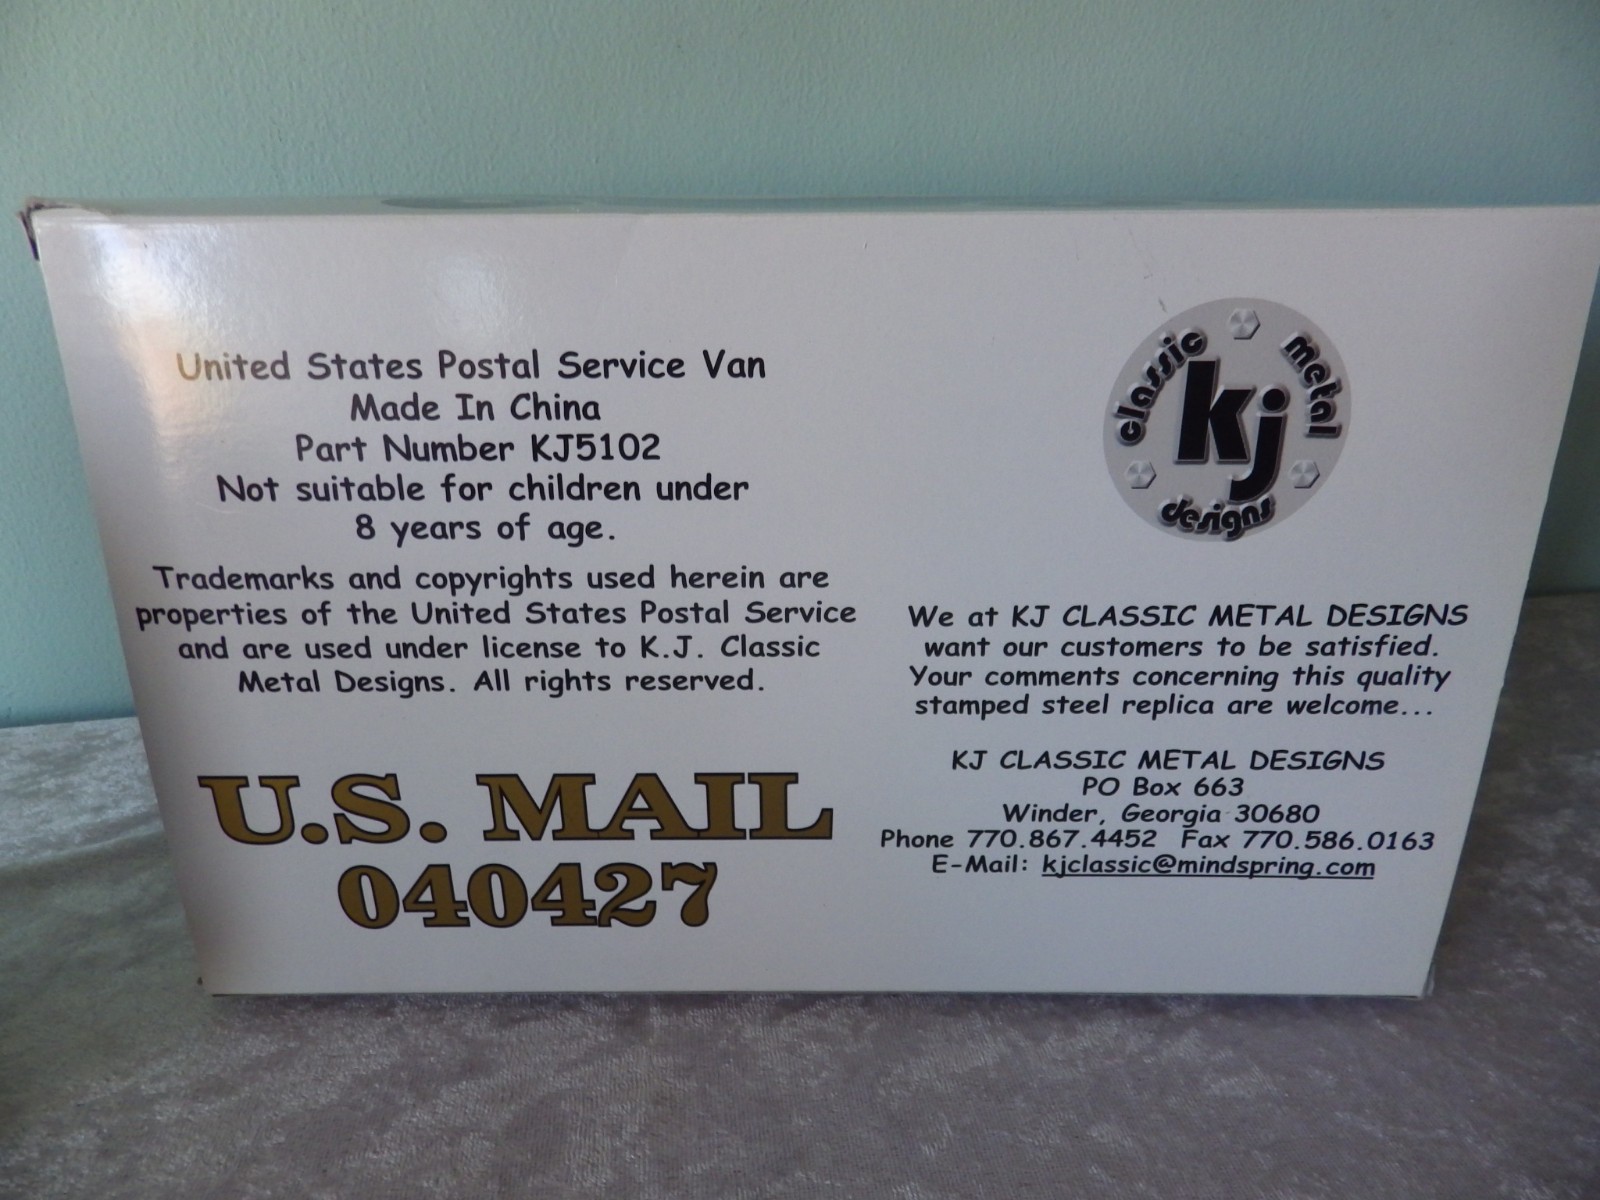 United States Postal Service Van
Made In China
Part Number KJ5102
Not suitable for children under
8 years of age.
Trademarks and copyrights used herein are
properties of the United States Postal Service
and are used under license to K.J. Classic
Metal Designs. All rights reserved.
U.S. MAIL
040427
classic metal
kj
designs
We at KJ CLASSIC METAL DESIGNS
want our customers to be satisfied.
Your comments concerning this quality
stamped steel replica are welcome...
KJ CLASSIC METAL DESIGNS
PO Box 663
Winder, Georgia 30680
Phone 770.867.4452 Fax 770.586.0163
E-Mail: kjclassic@mindspring.com